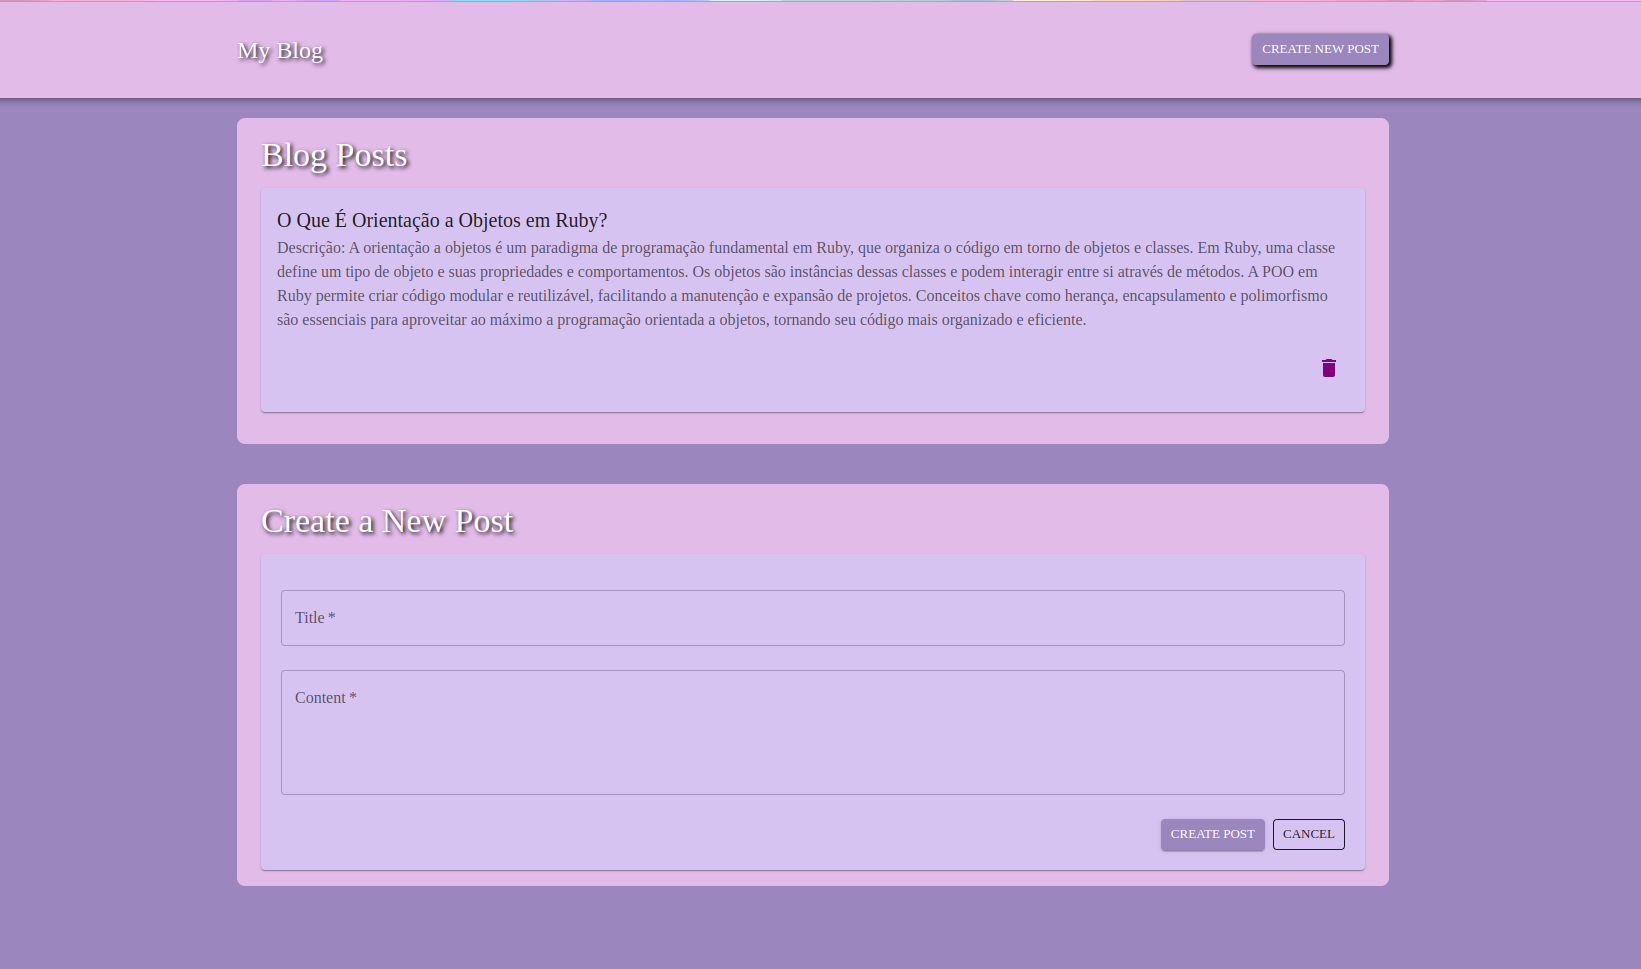 My Blog
CREATE NEW POST
Blog Posts
O Que É Orientação a Objetos em Ruby?
Descrição: A orientação a objetos é um paradigma de programação fundamental em Ruby, que organiza o código em torno de objetos e classes. Em Ruby, uma classe
define um tipo de objeto e suas propriedades e comportamentos. Os objetos são instâncias dessas classes e podem interagir entre si através de métodos. A POO em
Ruby permite criar código modular e reutilizável, facilitando a manutenção e expansão de projetos. Conceitos chave como herança, encapsulamento e polimorfismo
são essenciais para aproveitar ao máximo a programação orientada a objetos, tornando seu código mais organizado e eficiente.
Create a New Post
Title *
Content *
CREATE POST
CANCEL